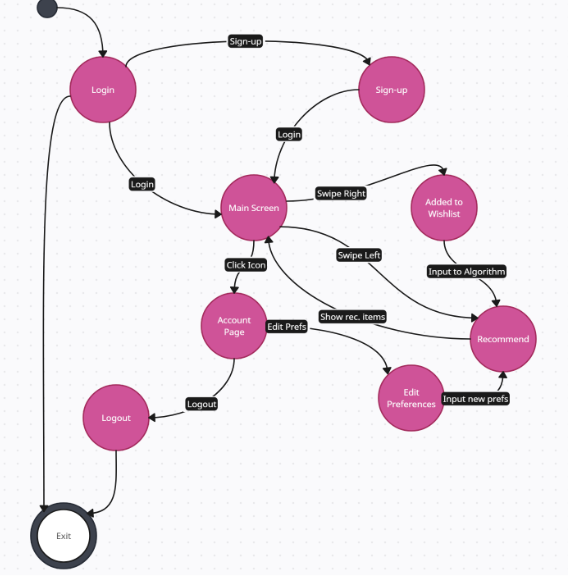 Sign-up
Login
Sign-up
Login
Login
Swipe Right
Main Screen
Added to
Wishlist
Swipe Left
Click Icon
Input to Algorithm
Show rec. items
Account
Page
Edit Prefs
Recommend
Edit
Preferences
Input new prefs
Logout
Logout
Exit